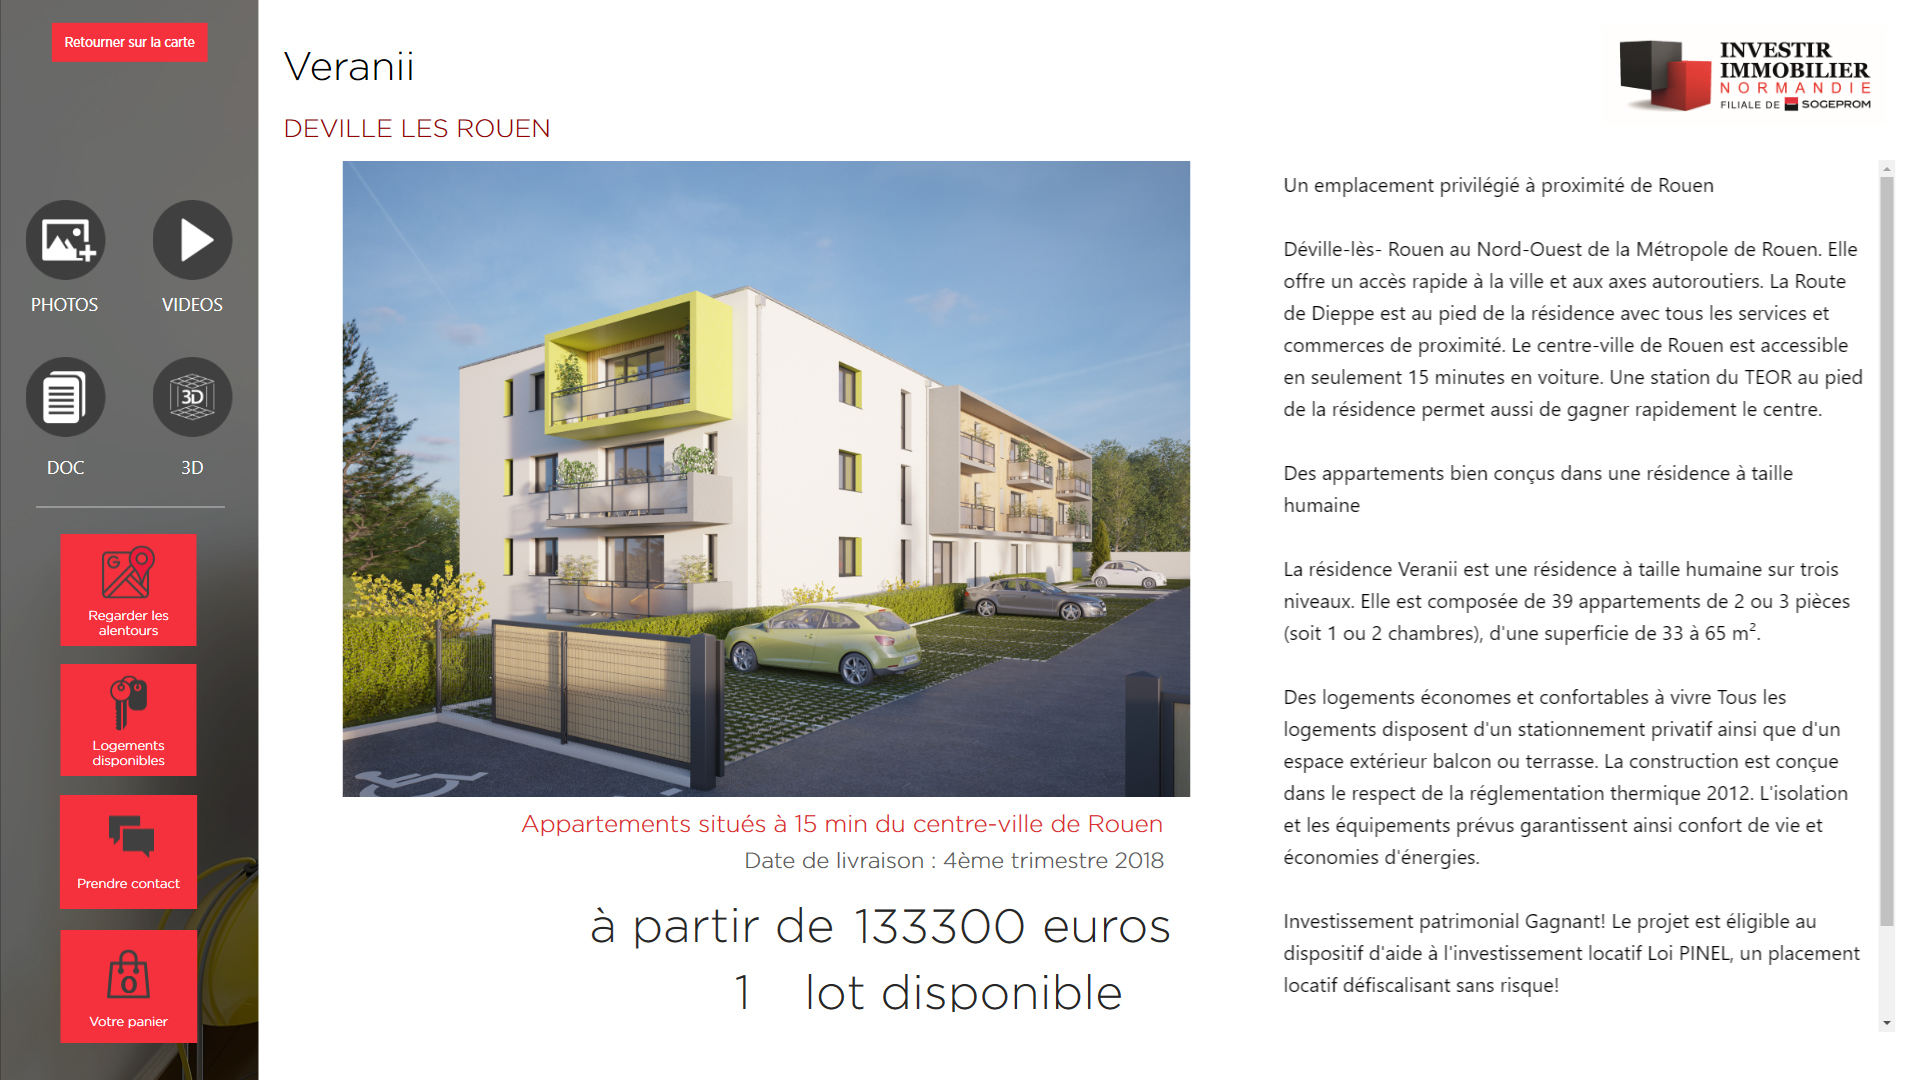 Retourner sur la carte
PHOTOS
VIDEOS
DOC
3D
3D
G
Regarder les
alentours
Logements
disponibles
Prendre contact
0
Votre panier
Veranii
DEVILLE LES ROUEN
INVESTIR
IMMOBILIER
NORMANDIE
FILIALE DE SOGEPROM
Appartements situés à 15 min du centre-ville de Rouen
Date de livraison : 4ème trimestre 2018
à partir de 133300 euros
1 lot disponible
Un emplacement privilégié à proximité de Rouen
Déville-lès- Rouen au Nord-Ouest de la Métropole de Rouen. Elle
offre un accès rapide à la ville et aux axes autoroutiers. La Route
de Dieppe est au pied de la résidence avec tous les services et
commerces de proximité. Le centre-ville de Rouen est accessible
en seulement 15 minutes en voiture. Une station du TEOR au pied
de la résidence permet aussi de gagner rapidement le centre.
Des appartements bien conçus dans une résidence à taille
humaine
La résidence Veranii est une résidence à taille humaine sur trois
niveaux. Elle est composée de 39 appartements de 2 ou 3 pièces
(soit 1 ou 2 chambres), d'une superficie de 33 à 65 m².
Des logements économes et confortables à vivre Tous les
logements disposent d'un stationnement privatif ainsi que d'un
espace extérieur balcon ou terrasse. La construction est conçue
dans le respect de la réglementation thermique 2012. L'isolation
et les équipements prévus garantissent ainsi confort de vie et
économies d'énergies.
Investissement patrimonial Gagnant! Le projet est éligible au
dispositif d'aide à l'investissement locatif Loi PINEL, un placement
locatif défiscalisant sans risque!